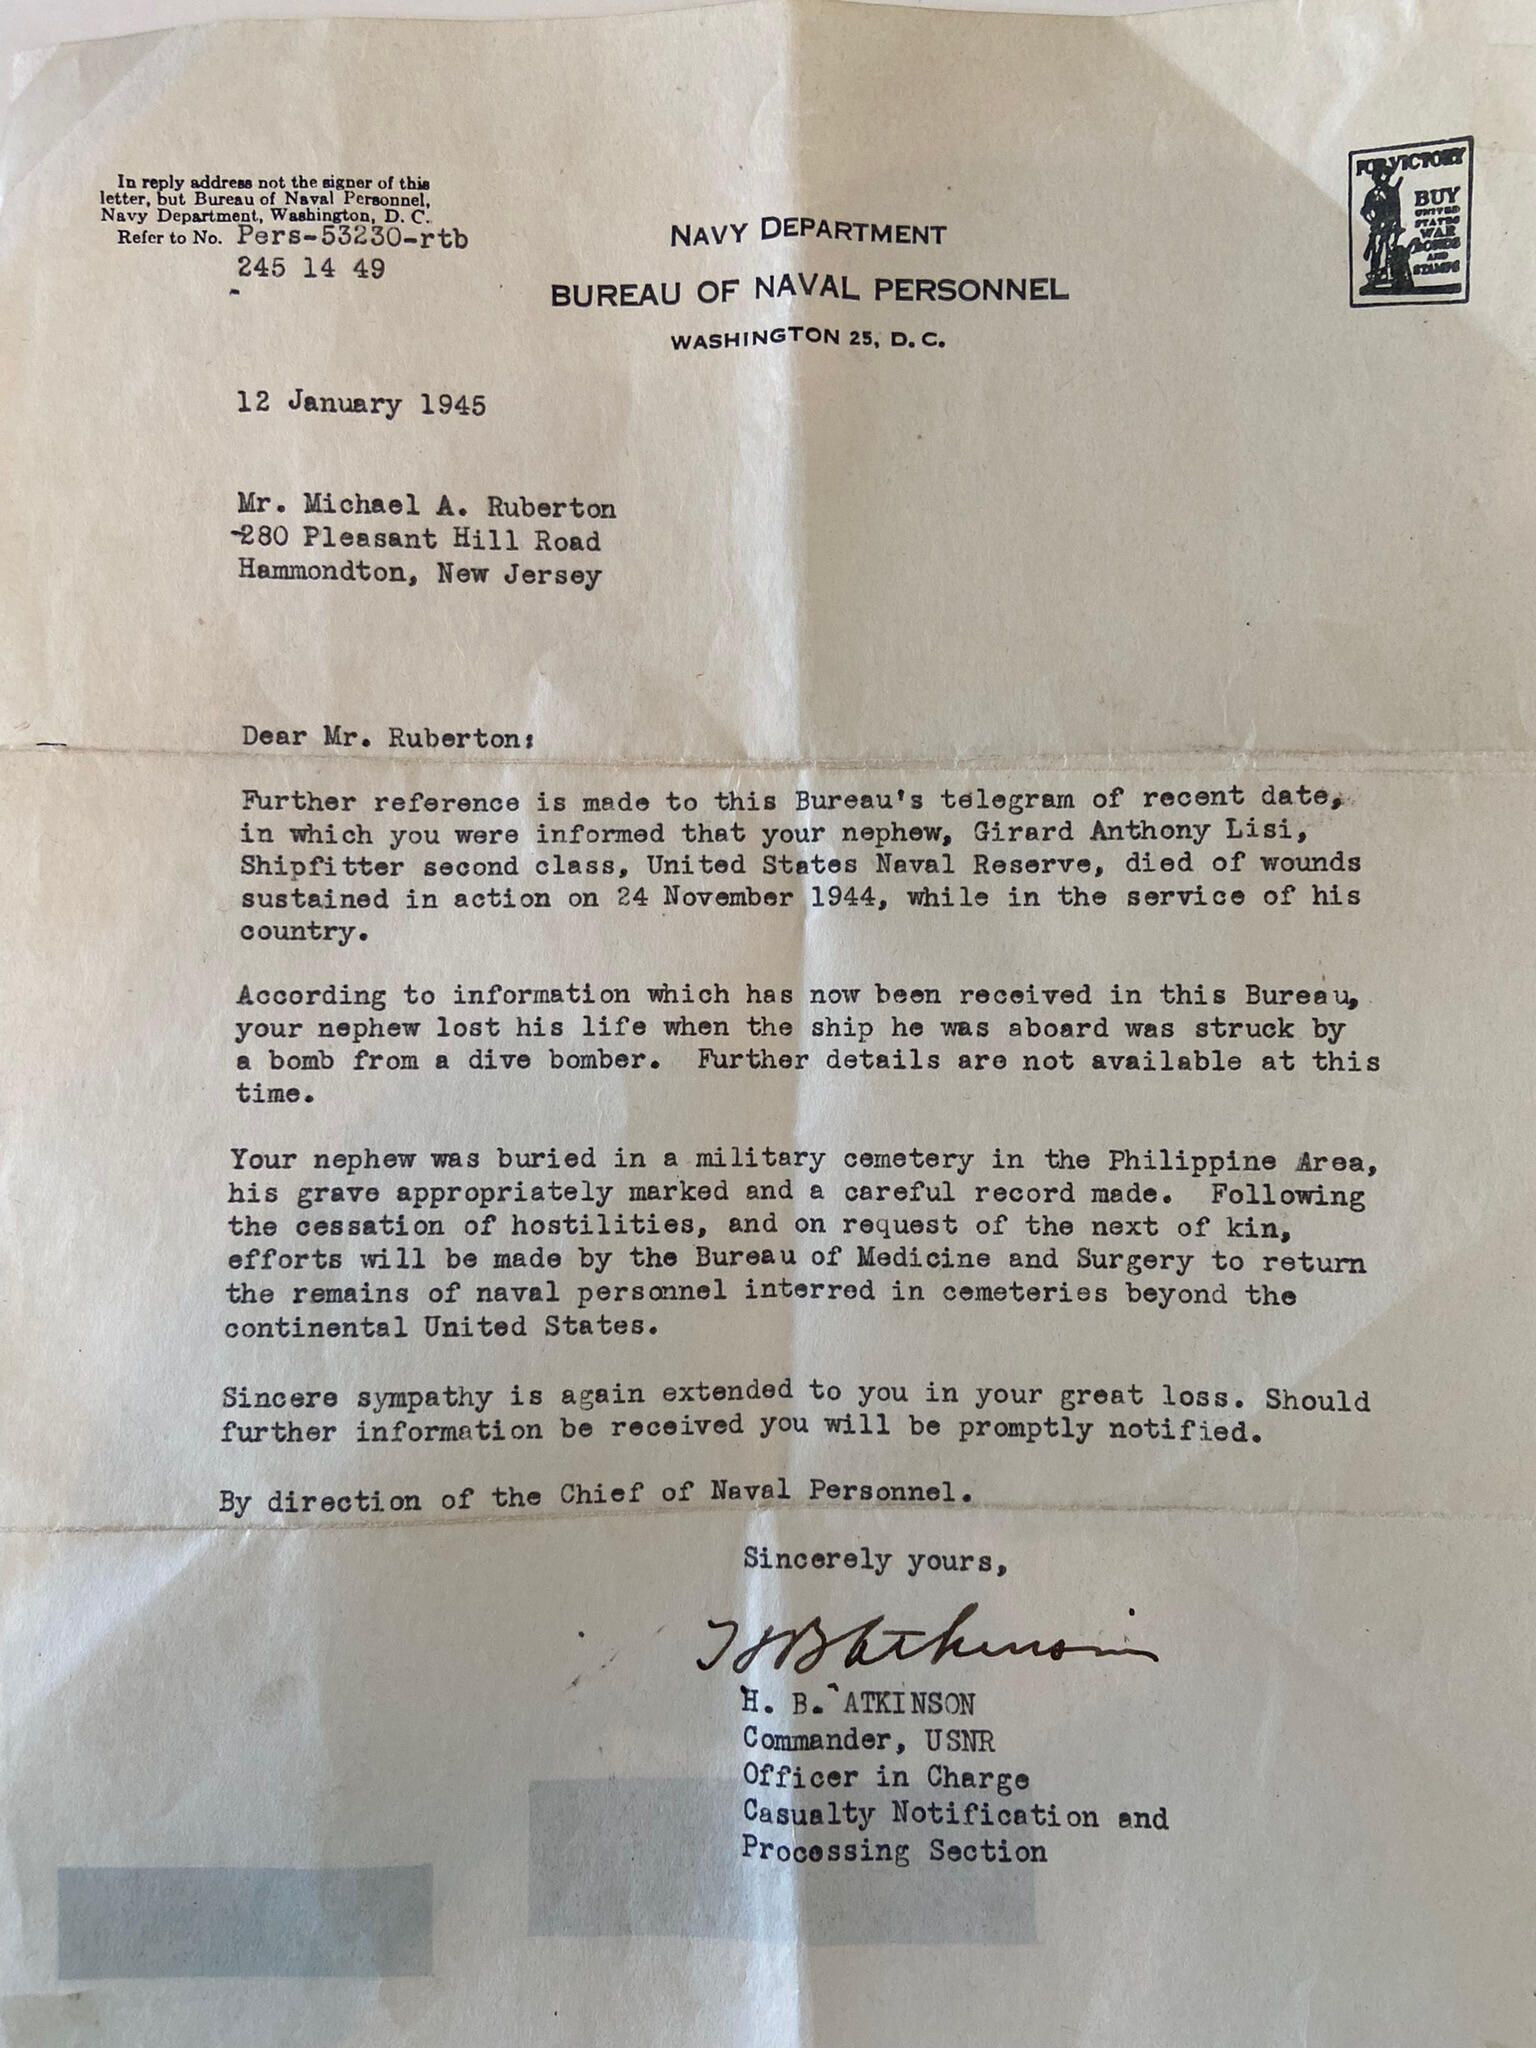 In reply address not the signer of this
letter, but Bureau of Naval Personnel,
Navy Department, Washington, D. C.
Refer to No. Pers-53230-rtb
245 14 49
NAVY DEPARTMENT
BUREAU OF NAVAL PERSONNEL
WASHINGTON 25, D. C.
FOR VICTORY
BUY
UNITED
STATES
WAR
BONDS
AND
STAMPS
12 January 1945
Mr. Michael A. Ruberton
280 Pleasant Hill Road
Hammondton, New Jersey
Dear Mr. Ruberton:
Further reference is made to this Bureau's telegram of recent date,
in which you were informed that your nephew, Girard Anthony Lisi,
Shipfitter second class, United States Naval Reserve, died of wounds
sustained in action on 24 November 1944, while in the service of his
country.
According to information which has now been received in this Bureau,
your nephew lost his life when the ship he was aboard was struck by
a bomb from a dive bomber. Further details are not available at this
time.
Your nephew was buried in a military cemetery in the Philippine Area,
his grave appropriately marked and a careful record made. Following
the cessation of hostilities, and on request of the next of kin,
efforts will be made by the Bureau of Medicine and Surgery to return
the remains of naval personnel interred in cemeteries beyond the
continental United States.
Sincere sympathy is again extended to you in your great loss. Should
further information be received you will be promptly notified.
By direction of the Chief of Naval Personnel.
Sincerely yours,
H B Atkinson
H. B. ATKINSON
Commander, USNR
Officer in Charge
Casualty Notification and
Processing Section